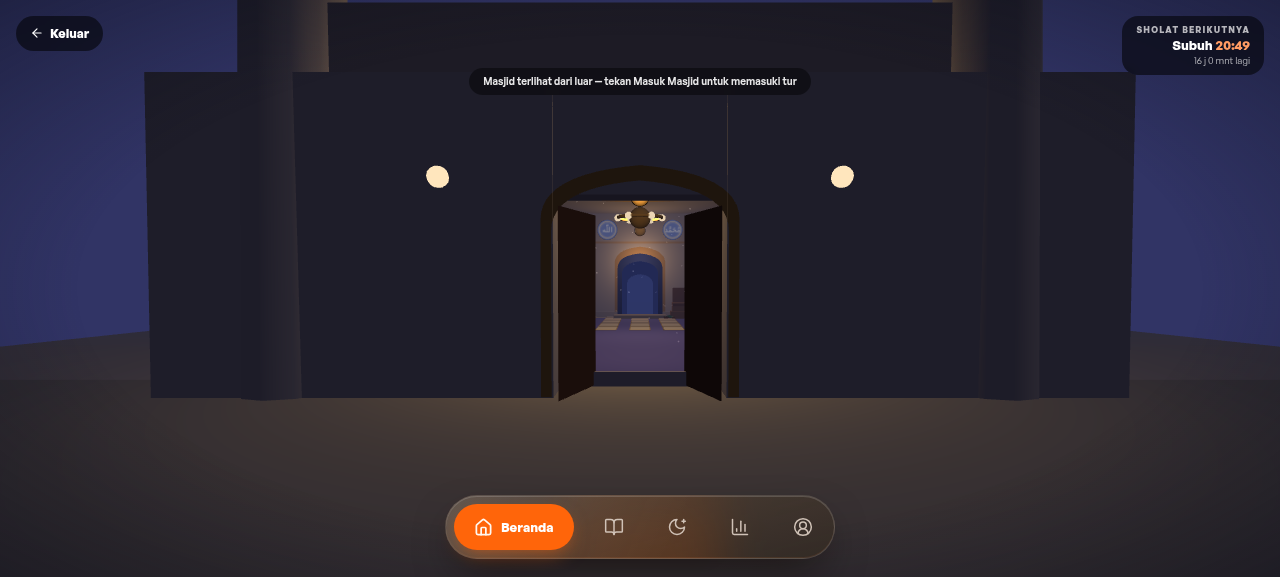 Keluar
SHOLAT BERIKUTNYA
Subuh 20:49
16 j 0 mnt lagi
Masjid terlihat dari luar — tekan Masuk Masjid untuk memasuki tur
الله
Beranda